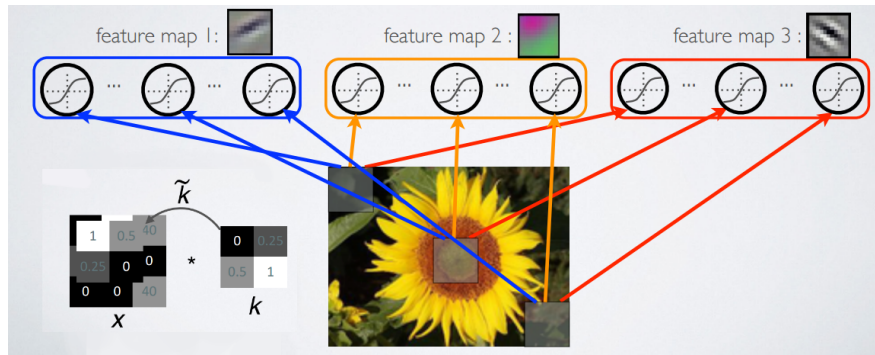 feature map 1:
feature map 2 :
feature map 3 :
... ...
... ...
... ...
k̃
1 0.5 40
0.25 0 0
0 0 40
*
0 0.25
0.5 1
x
k